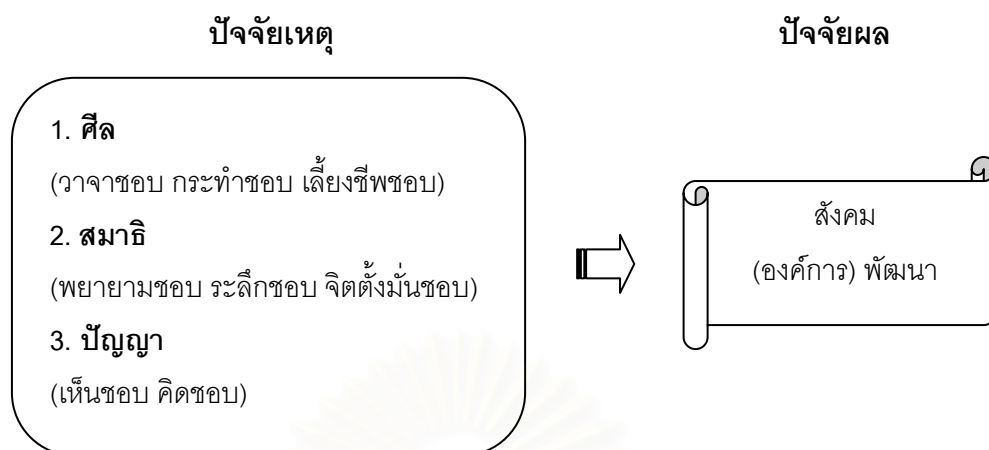 ปัจจัยเหตุ
ปัจจัยผล
1. ศีล
(วาจาชอบ กระทำชอบ เลี้ยงชีพชอบ)
2. สมาธิ
(พยายามชอบ ระลึกชอบ จิตตั้งมั่นชอบ)
3. ปัญญา
(เห็นชอบ คิดชอบ)
สังคม
(องค์การ) พัฒนา